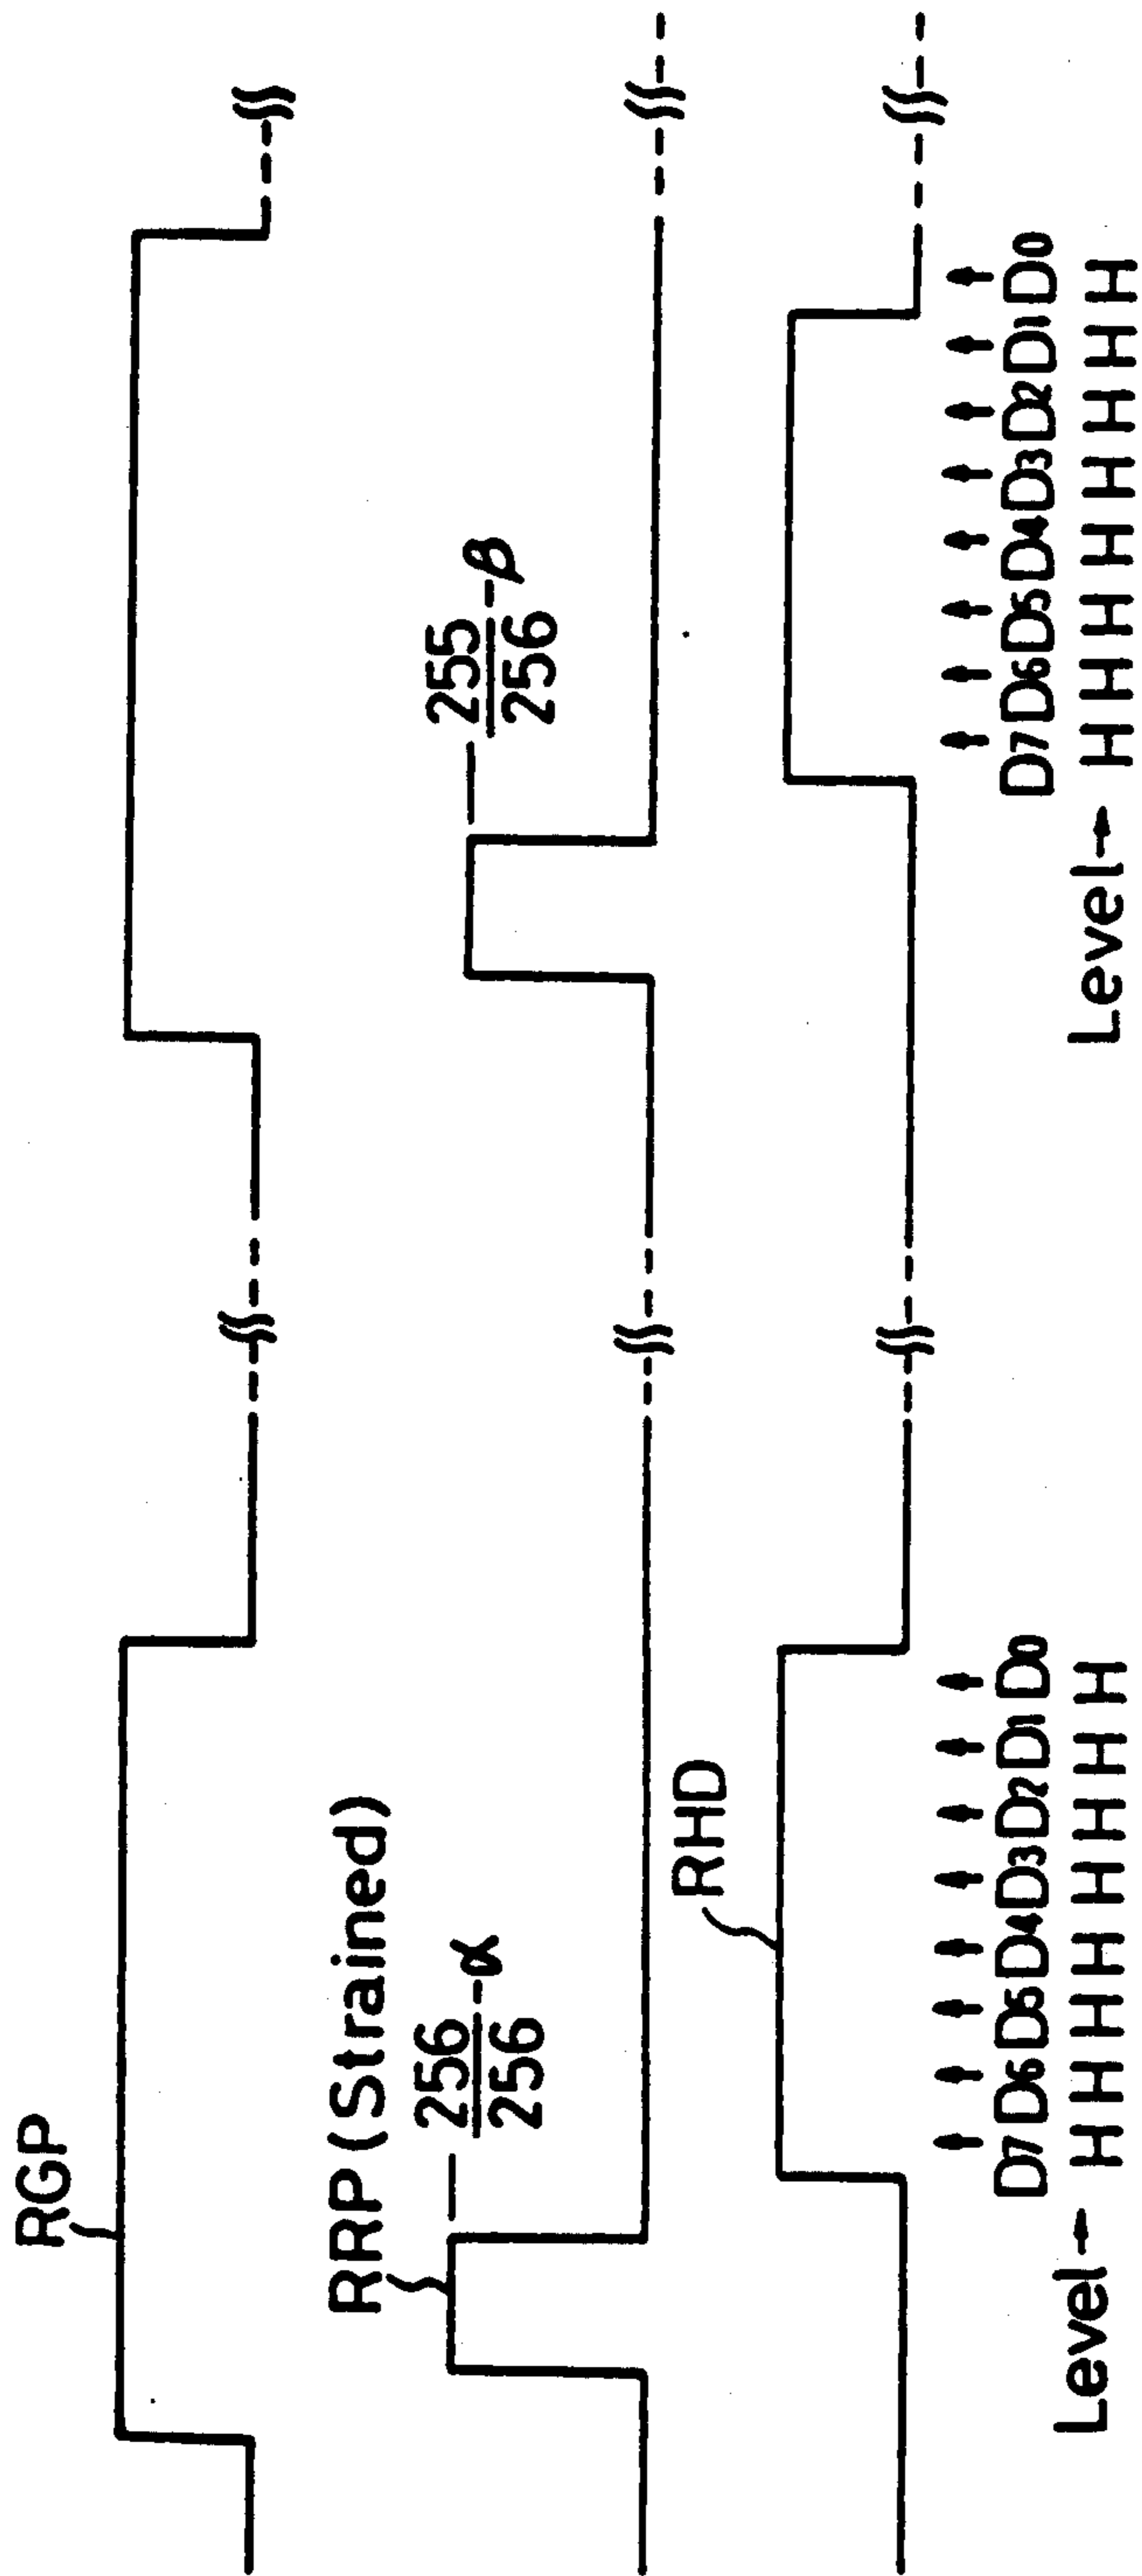 RGP
RRP (Strained)
256/256 -α
255/256 -β
RHD
D7 D6 D5 D4 D3 D2 D1 D0
Level→ H H H H H H H H
D7 D6 D5 D4 D3 D2 D1 D0
Level→ H H H H H H H H